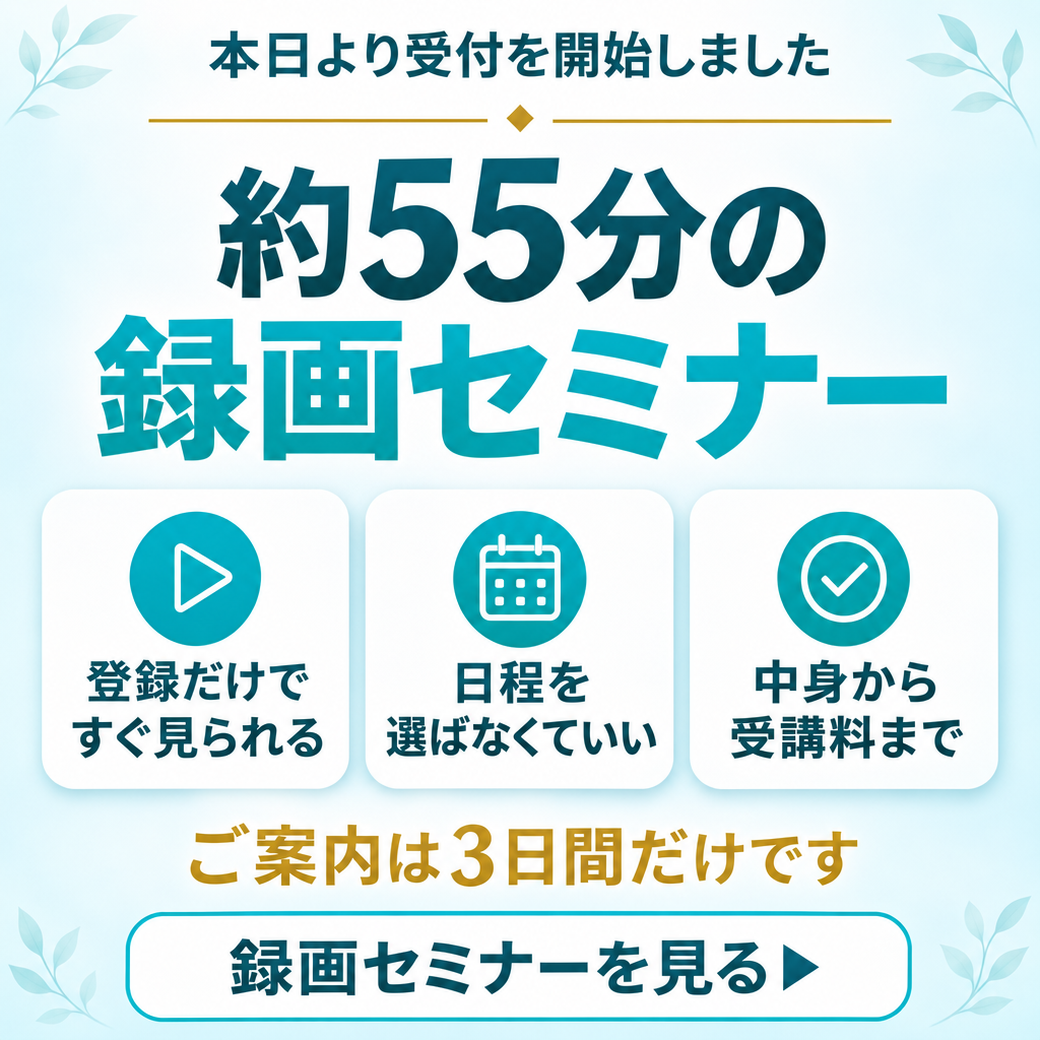 本日より受付を開始しました
約55分の
録画セミナー
登録だけで
すぐ見られる
日程を
選ばなくていい
中身から
受講料まで
ご案内は3日間だけです
録画セミナーを見る▶